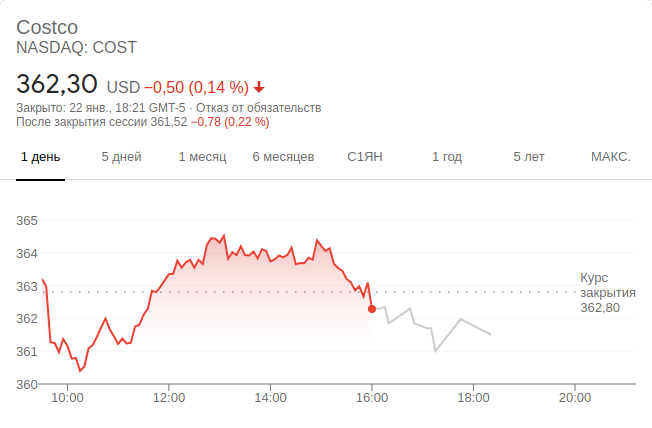 Costco
NASDAQ: COST
362,30 USD −0,50 (0,14 %)
Закрыто: 22 янв., 18:21 GMT-5 · Отказ от обязательств
После закрытия сессии 361,52 −0,78 (0,22 %)
1 день 5 дней 1 месяц 6 месяцев С1ЯН 1 год 5 лет МАКС.
365
364
363
362
361
360
Курс
закрытия
362,80
10:00 12:00 14:00 16:00 18:00 20:00